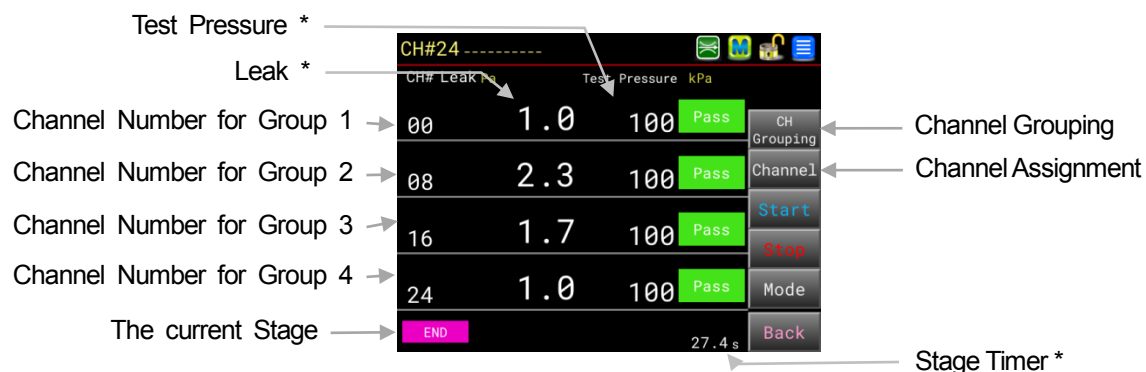 Test Pressure *
Leak *
Channel Number for Group 1
Channel Number for Group 2
Channel Number for Group 3
Channel Number for Group 4
The current Stage
CH#24 ----------
M
CH# Leak Pa Test Pressure kPa
00 1.0 100 Pass
08 2.3 100 Pass
16 1.7 100 Pass
24 1.0 100 Pass
END 27.4 s
CH
Grouping
Channel
Start
Stop
Mode
Back
Channel Grouping
Channel Assignment
Stage Timer *